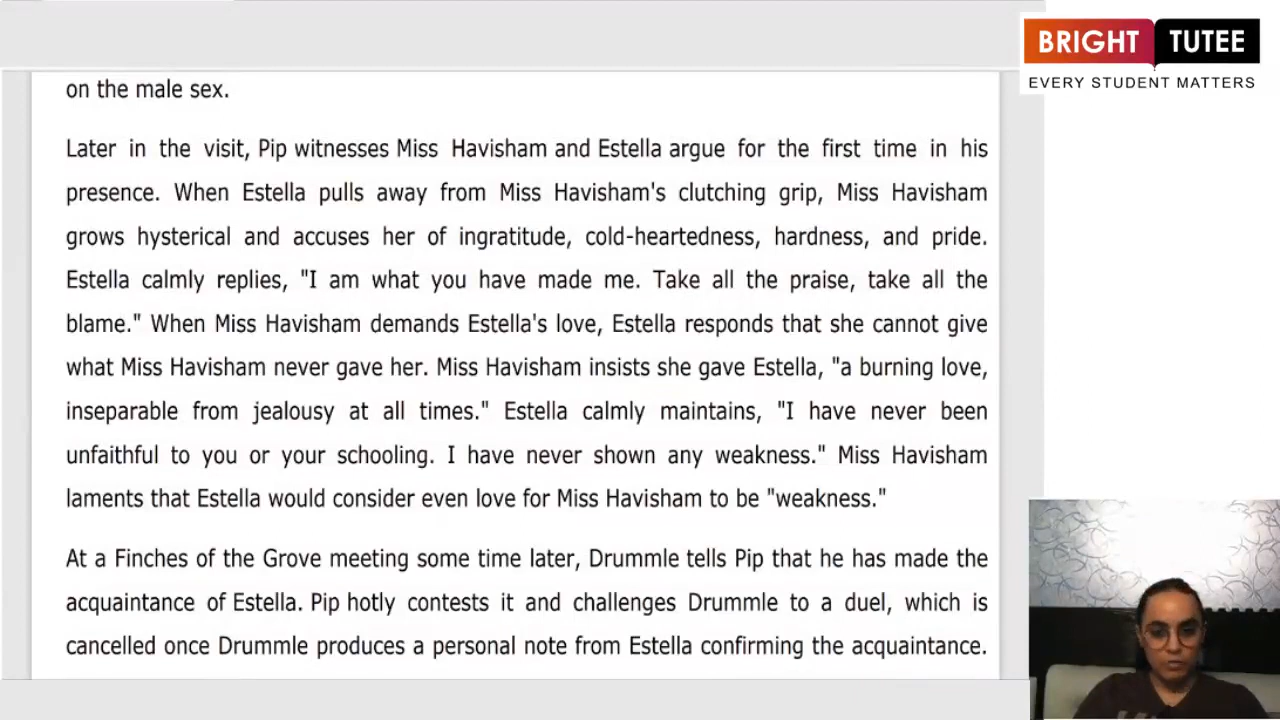 BRIGHT TUTEE
EVERY STUDENT MATTERS
on the male sex.
Later in the visit, Pip witnesses Miss Havisham and Estella argue for the first time in his
presence. When Estella pulls away from Miss Havisham's clutching grip, Miss Havisham
grows hysterical and accuses her of ingratitude, cold-heartedness, hardness, and pride.
Estella calmly replies, "I am what you have made me. Take all the praise, take all the
blame." When Miss Havisham demands Estella's love, Estella responds that she cannot give
what Miss Havisham never gave her. Miss Havisham insists she gave Estella, "a burning love,
inseparable from jealousy at all times." Estella calmly maintains, "I have never been
unfaithful to you or your schooling. I have never shown any weakness." Miss Havisham
laments that Estella would consider even love for Miss Havisham to be "weakness."
At a Finches of the Grove meeting some time later, Drummle tells Pip that he has made the
acquaintance of Estella. Pip hotly contests it and challenges Drummle to a duel, which is
cancelled once Drummle produces a personal note from Estella confirming the acquaintance.